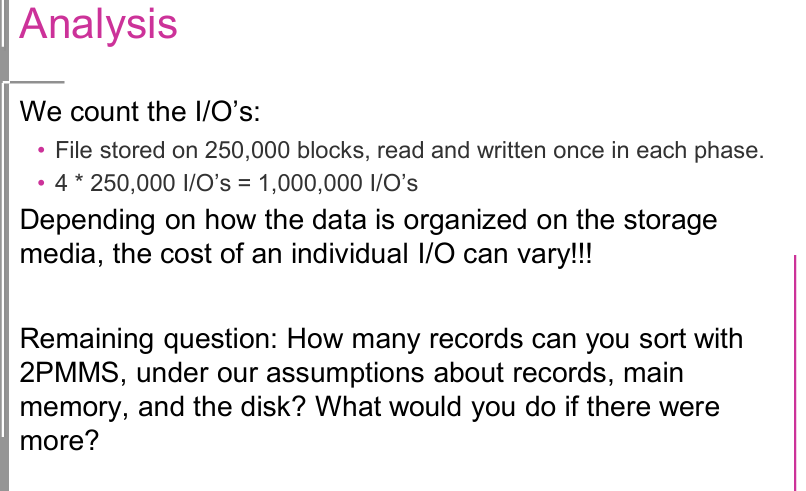 Analysis
We count the I/O’s:
• File stored on 250,000 blocks, read and written once in each phase.
• 4 * 250,000 I/O’s = 1,000,000 I/O’s
Depending on how the data is organized on the storage
media, the cost of an individual I/O can vary!!!
Remaining question: How many records can you sort with
2PMMS, under our assumptions about records, main
memory, and the disk? What would you do if there were
more?